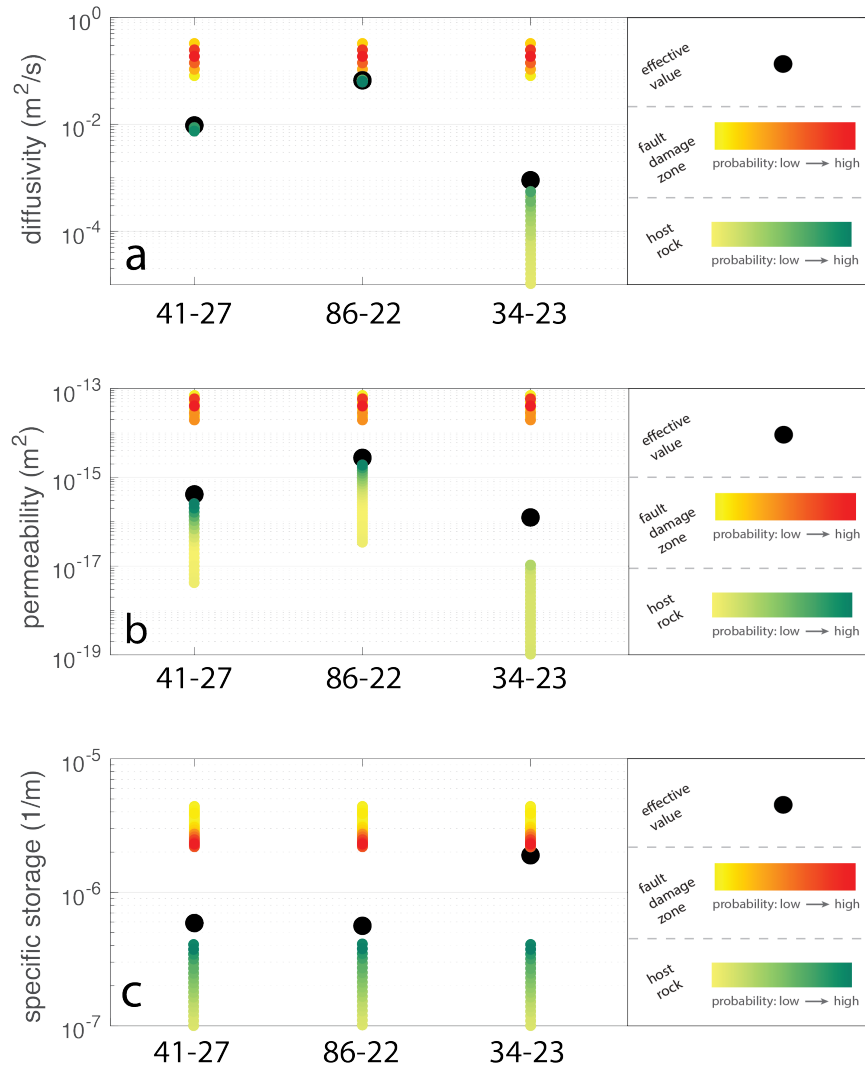 diffusivity (m²/s)
10⁰
10⁻²
10⁻⁴
a
41-27
86-22
34-23
effective
value
fault
damage
zone
probability: low → high
host
rock
probability: low → high
permeability (m²)
10⁻¹³
10⁻¹⁵
10⁻¹⁷
10⁻¹⁹
b
41-27
86-22
34-23
effective
value
fault
damage
zone
probability: low → high
host
rock
probability: low → high
specific storage (1/m)
10⁻⁵
10⁻⁶
10⁻⁷
c
41-27
86-22
34-23
effective
value
fault
damage
zone
probability: low → high
host
rock
probability: low → high